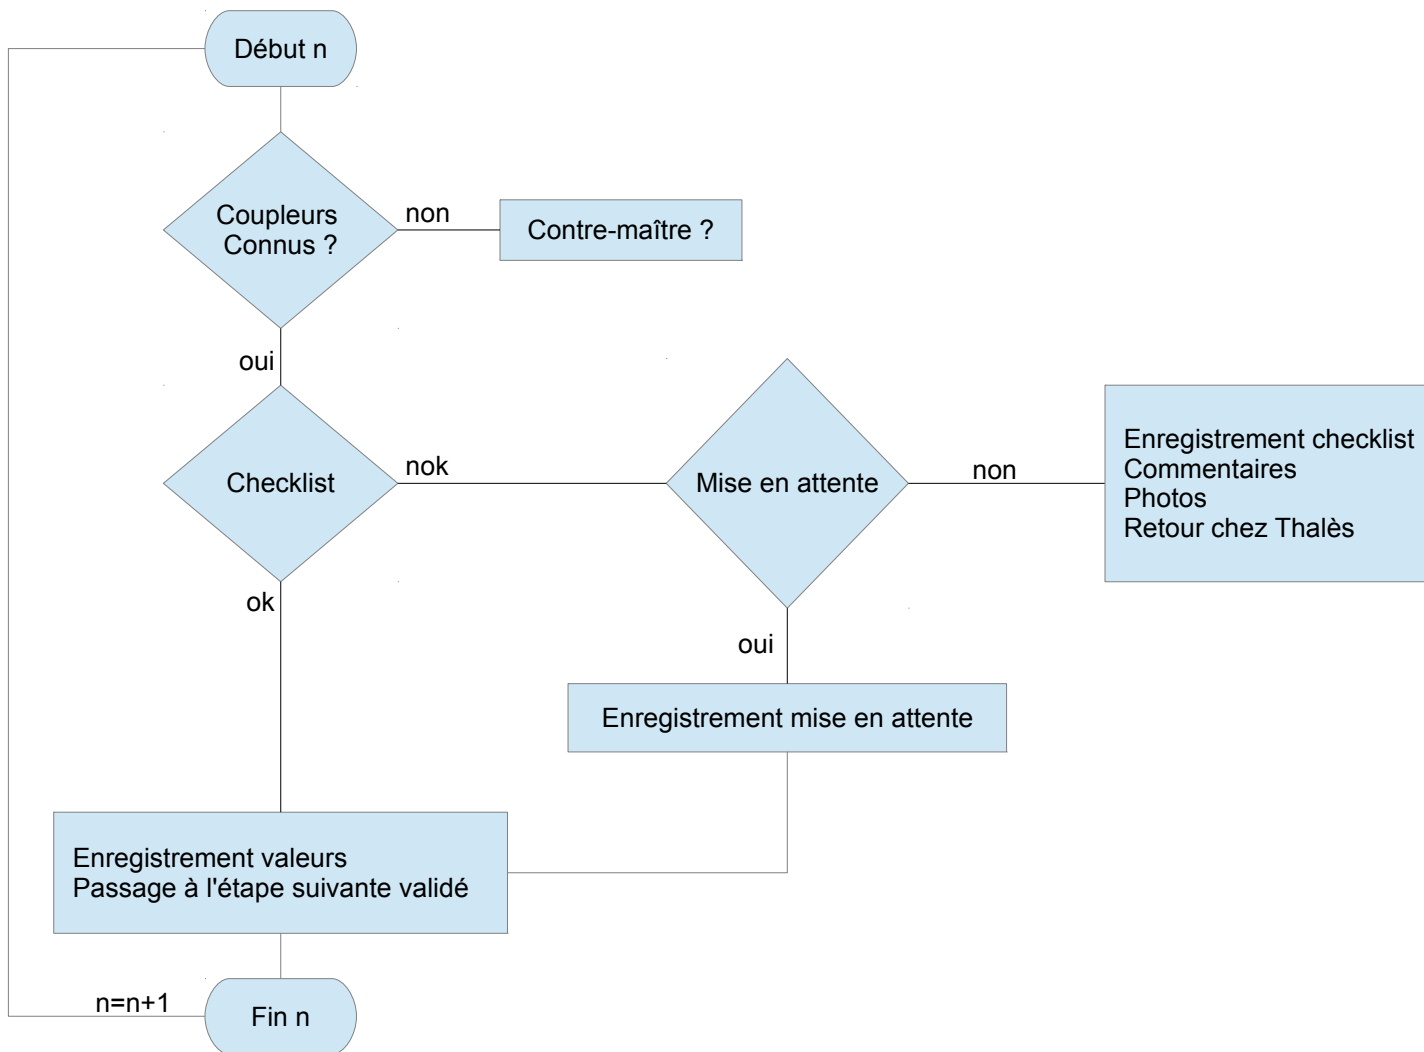 Début n
Coupleurs
Connus ?
non
Contre-maître ?
oui
Checklist
nok
Mise en attente
non
Enregistrement checklist
Commentaires
Photos
Retour chez Thalès
ok
oui
Enregistrement mise en attente
Enregistrement valeurs
Passage à l'étape suivante validé
n=n+1
Fin n